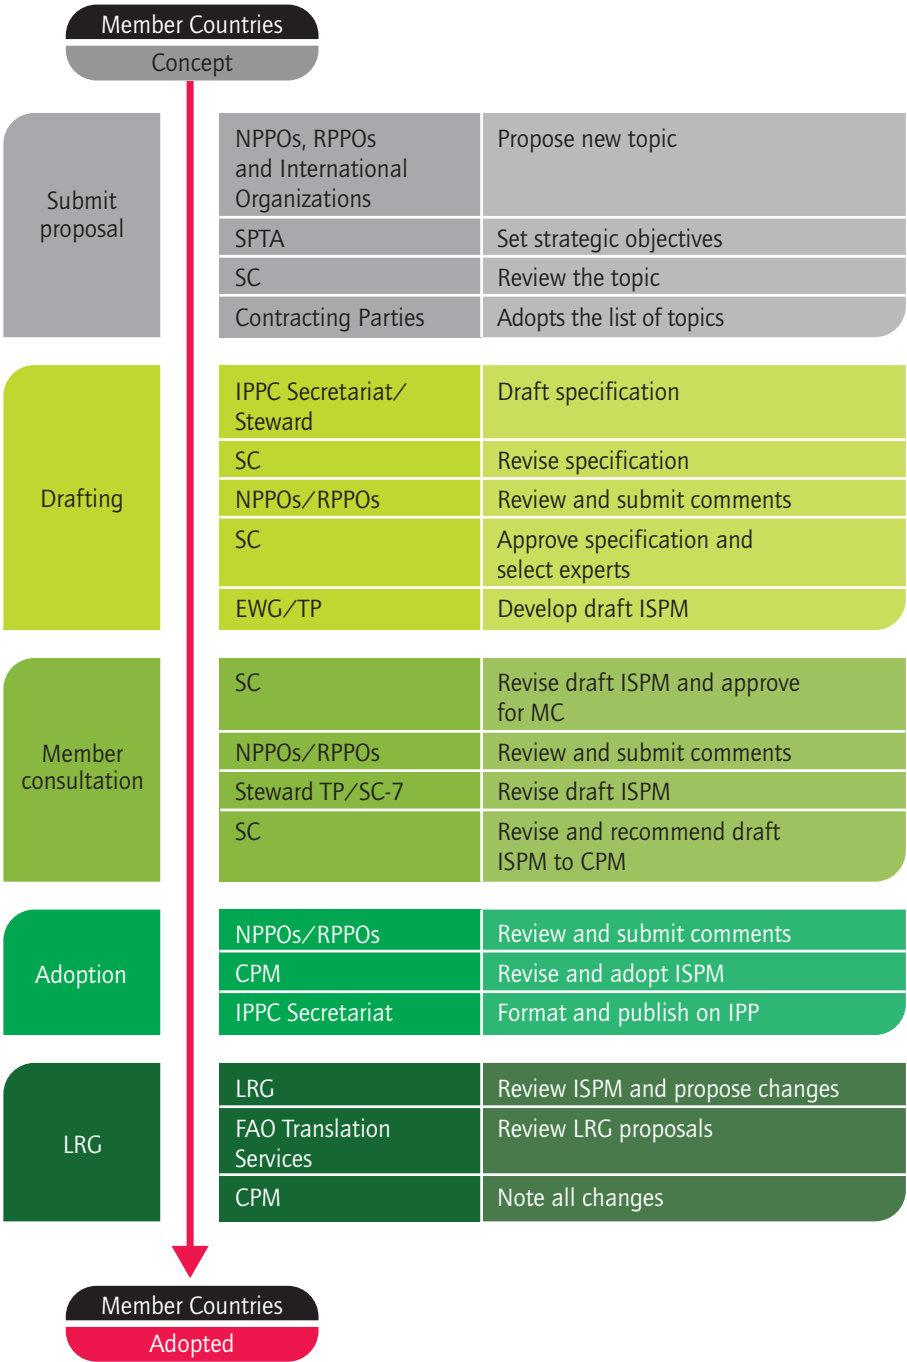 Member Countries
Concept
Submit
proposal
NPPOs, RPPOs
and International
Organizations
Propose new topic
SPTA
Set strategic objectives
SC
Review the topic
Contracting Parties
Adopts the list of topics
Drafting
IPPC Secretariat/
Steward
Draft specification
SC
Revise specification
NPPOs/RPPOs
Review and submit comments
SC
Approve specification and
select experts
EWG/TP
Develop draft ISPM
Member
consultation
SC
Revise draft ISPM and approve
for MC
NPPOs/RPPOs
Review and submit comments
Steward TP/SC-7
Revise draft ISPM
SC
Revise and recommend draft
ISPM to CPM
Adoption
NPPOs/RPPOs
Review and submit comments
CPM
Revise and adopt ISPM
IPPC Secretariat
Format and publish on IPP
LRG
LRG
Review ISPM and propose changes
FAO Translation
Services
Review LRG proposals
CPM
Note all changes
Member Countries
Adopted